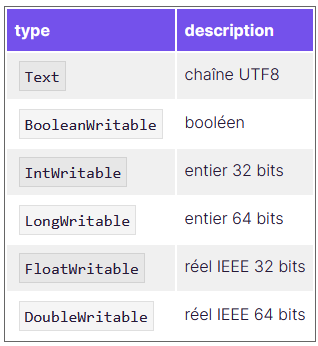 type description
Text chaîne UTF8
BooleanWritable booléen
IntWritable entier 32 bits
LongWritable entier 64 bits
FloatWritable réel IEEE 32 bits
DoubleWritable réel IEEE 64 bits